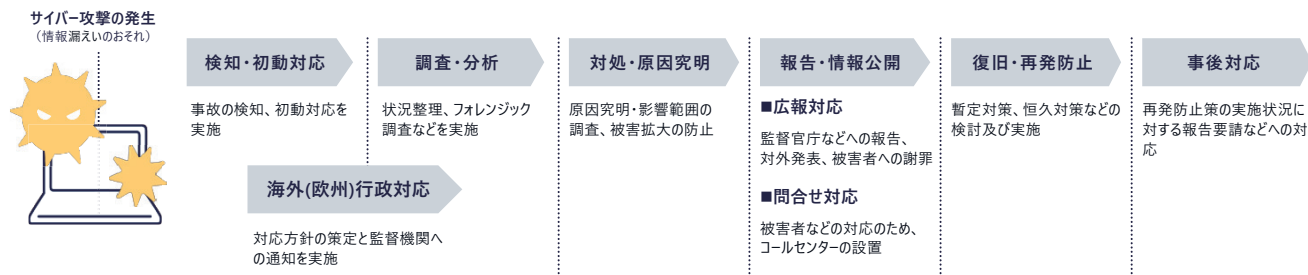 サイバー攻撃の発生
（情報漏えいのおそれ）
検知・初動対応
事故の検知、初動対応を
実施
調査・分析
状況整理、フォレンジック
調査などを実施
海外(欧州)行政対応
対応方針の策定と監督機関へ
の通知を実施
対処・原因究明
原因究明・影響範囲の
調査、被害拡大の防止
報告・情報公開
■広報対応
監督官庁などへの報告、
対外発表、被害者への謝罪
■問合せ対応
被害者などの対応のため、
コールセンターの設置
復旧・再発防止
暫定対策、恒久対策などの
検討及び実施
事後対応
再発防止策の実施状況に
対する報告要請などへの対
応